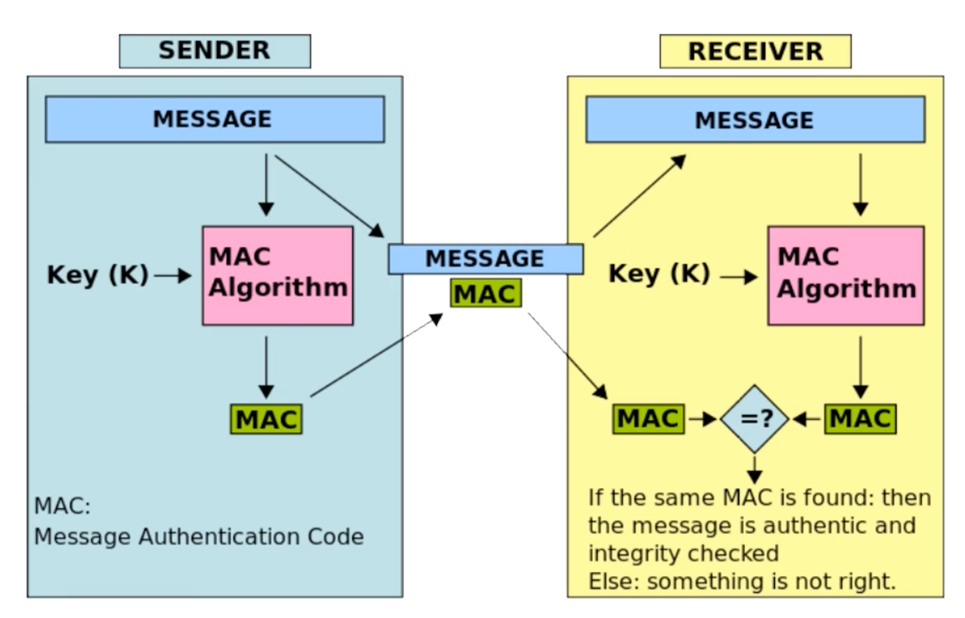 SENDER
MESSAGE
Key (K)
MAC
Algorithm
MAC
MAC:
Message Authentication Code
MESSAGE
MAC
RECEIVER
MESSAGE
Key (K)
MAC
Algorithm
MAC
=?
MAC
If the same MAC is found: then
the message is authentic and
integrity checked
Else: something is not right.